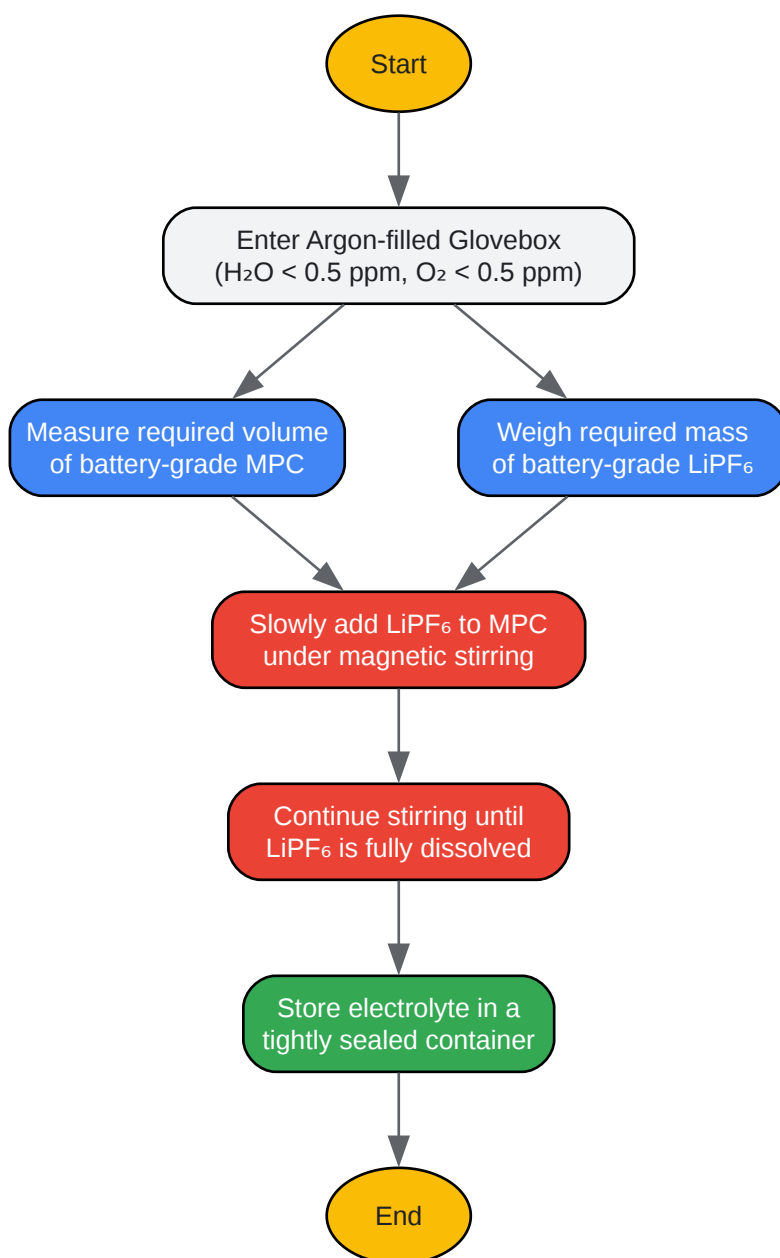 Start
Enter Argon-filled Glovebox
(H₂O < 0.5 ppm, O₂ < 0.5 ppm)
Measure required volume
of battery-grade MPC
Weigh required mass
of battery-grade LiPF₆
Slowly add LiPF₆ to MPC
under magnetic stirring
Continue stirring until
LiPF₆ is fully dissolved
Store electrolyte in a
tightly sealed container
End